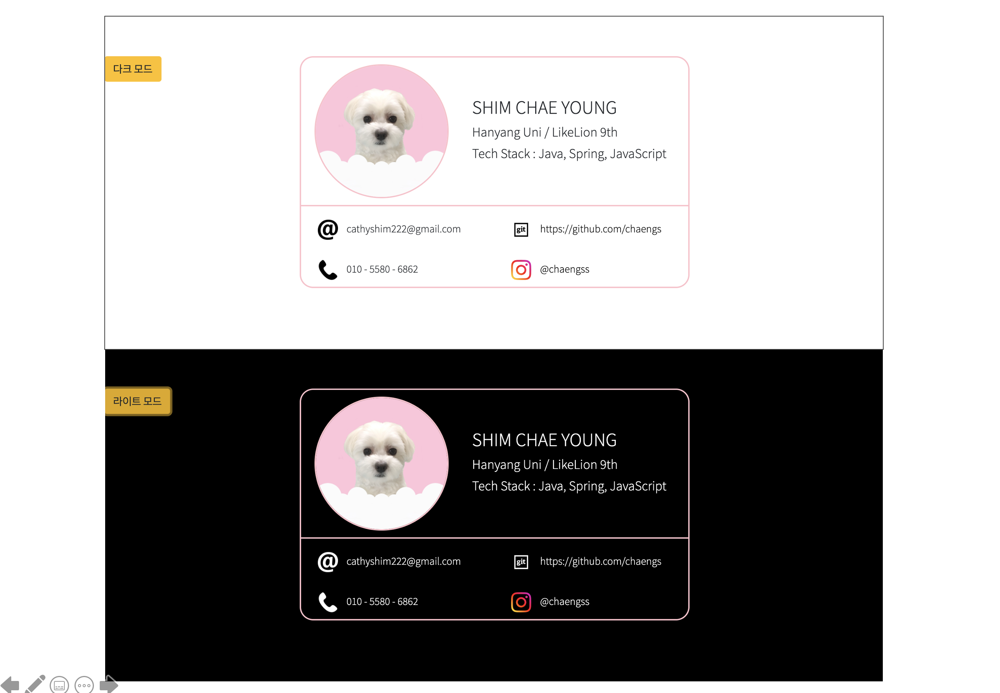 다크 모드
SHIM CHAE YOUNG
Hanyang Uni / LikeLion 9th
Tech Stack : Java, Spring, JavaScript
@ cathyshim222@gmail.com
git https://github.com/chaengs
010 - 5580 - 6862
@chaengss
라이트 모드
SHIM CHAE YOUNG
Hanyang Uni / LikeLion 9th
Tech Stack : Java, Spring, JavaScript
@ cathyshim222@gmail.com
git https://github.com/chaengs
010 - 5580 - 6862
@chaengss